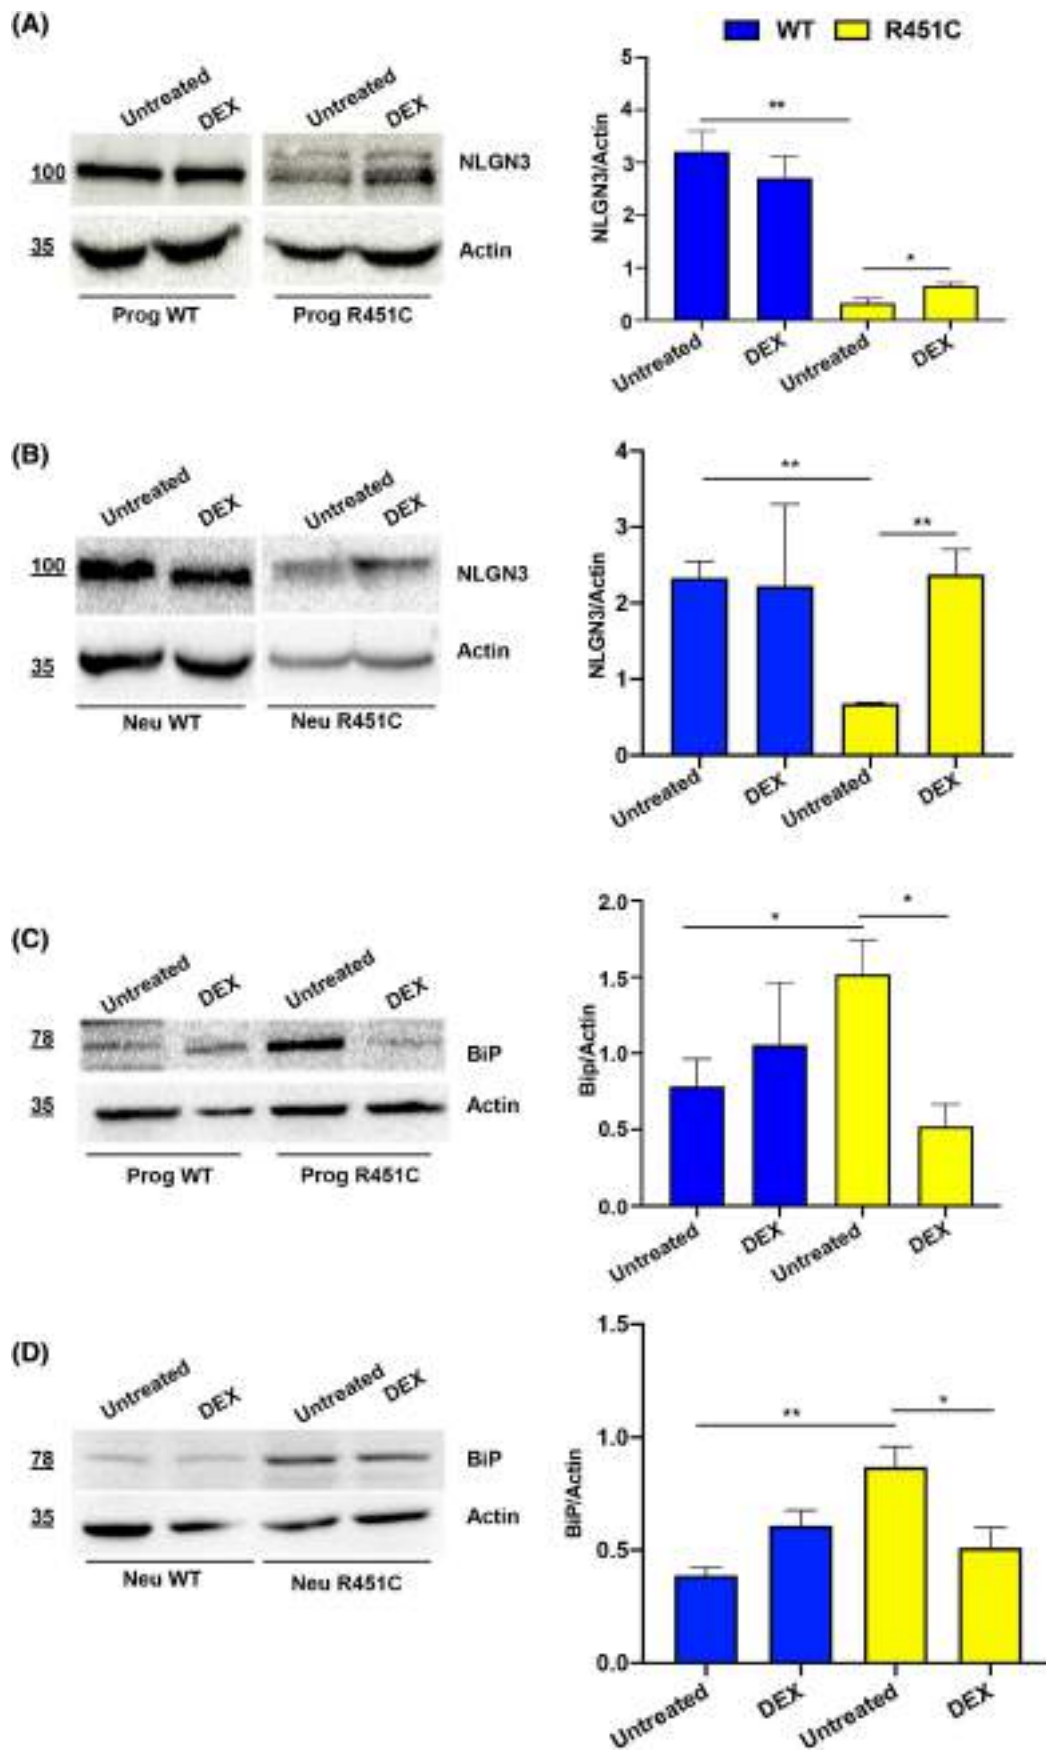 (A)
WT R451C
Untreated DEX Untreated DEX
100
NLGN3
35
Actin
Prog WT Prog R451C
NLGN3/Actin
5
4
3
2
1
0
**
*
Untreated DEX Untreated DEX
(B)
Untreated DEX Untreated DEX
100
NLGN3
35
Actin
Neu WT Neu R451C
NLGN3/Actin
4
3
2
1
0
**
**
Untreated DEX Untreated DEX
(C)
Untreated DEX Untreated DEX
78
BiP
35
Actin
Prog WT Prog R451C
Bip/Actin
2.0
1.5
1.0
0.5
0.0
*
*
Untreated DEX Untreated DEX
(D)
Untreated DEX Untreated DEX
78
BiP
35
Actin
Neu WT Neu R451C
BiP/Actin
1.5
1.0
0.5
0.0
**
*
Untreated DEX Untreated DEX